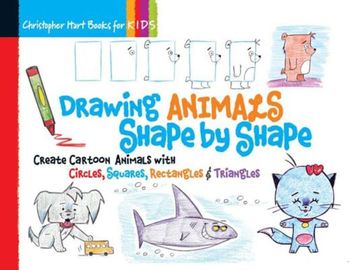 Christopher Hart Books for KIDS
Drawing ANIMALS
Shape by Shape
Create Cartoon Animals with
Circles, Squares, Rectangles & Triangles